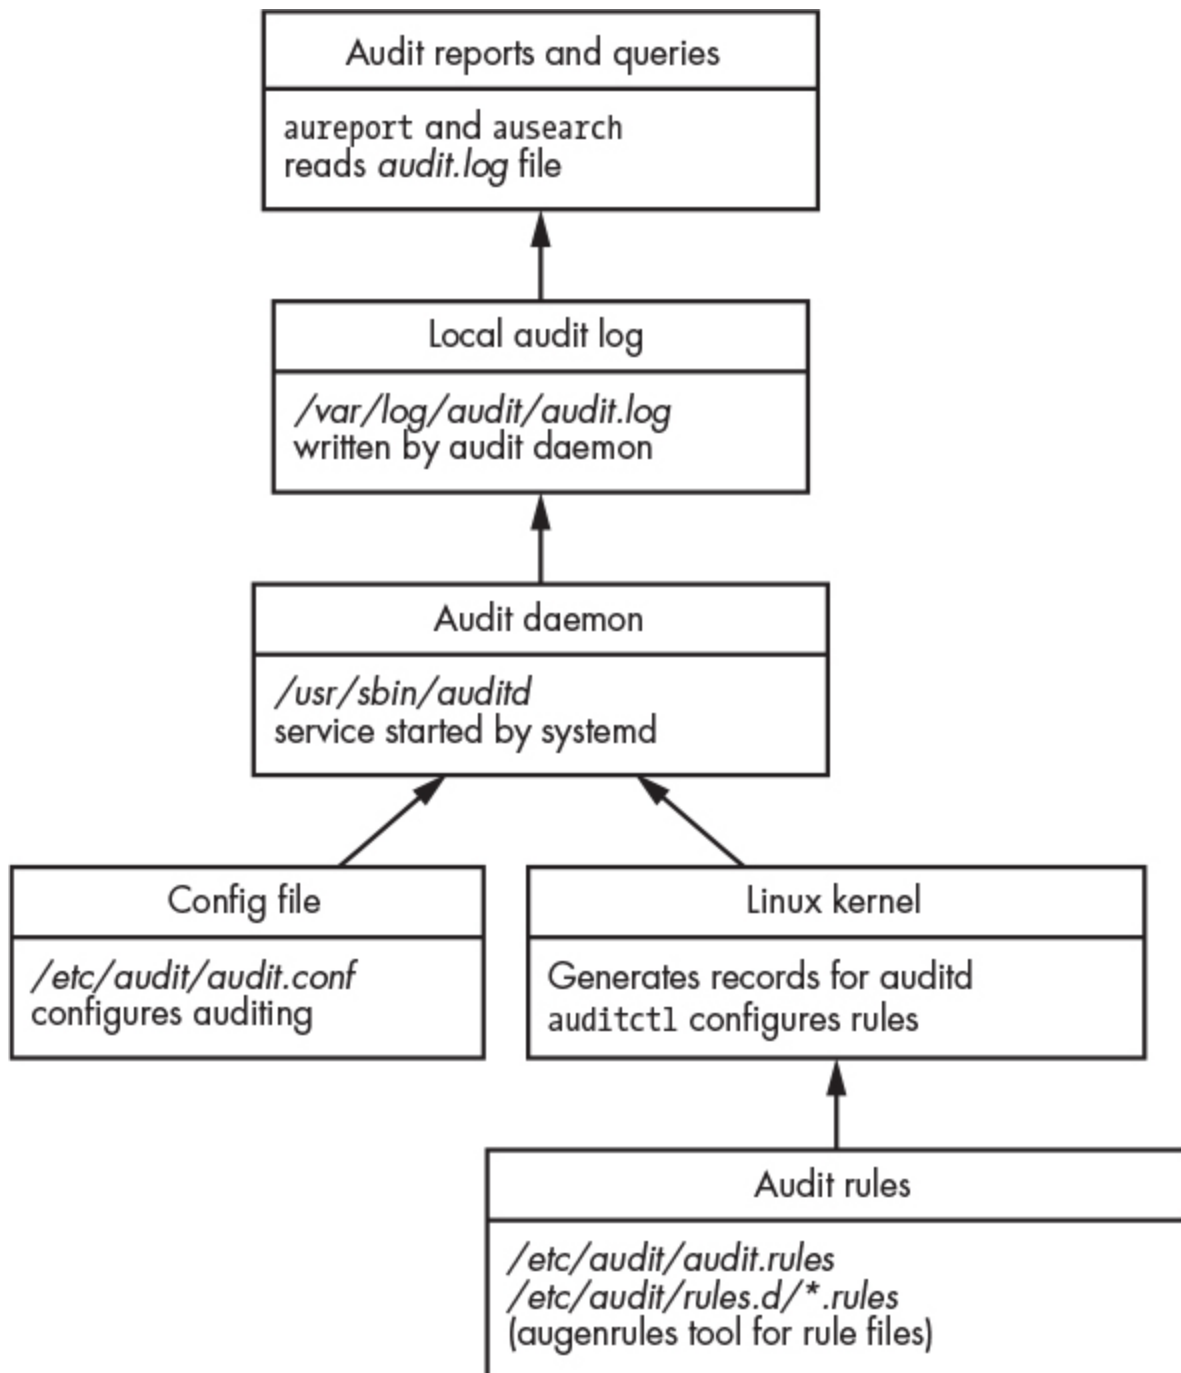 Audit reports and queries
aureport and ausearch
reads audit.log file
Local audit log
/var/log/audit/audit.log
written by audit daemon
Audit daemon
/usr/sbin/auditd
service started by systemd
Config file
/etc/audit/audit.conf
configures auditing
Linux kernel
Generates records for auditd
auditctl configures rules
Audit rules
/etc/audit/audit.rules
/etc/audit/rules.d/*.rules
(augenrules tool for rule files)